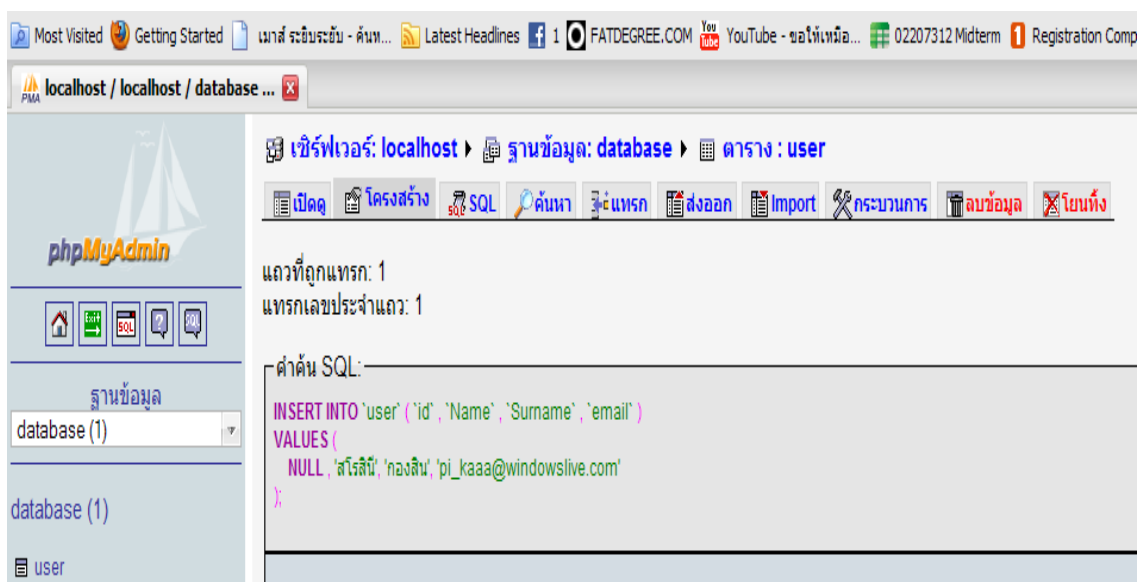 Most Visited Getting Started เมาส์ ระยิบระยับ - ค้นห... Latest Headlines 1 FATDEGREE.COM YouTube - ขอให้เหมือ... 02207312 Midterm Registration Comp
localhost / localhost / database ...
phpMyAdmin
ฐานข้อมูล
database (1)
database (1)
user
เซิร์ฟเวอร์: localhost ฐานข้อมูล: database ตาราง : user
เปิดดู โครงสร้าง SQL ค้นหา แทรก ส่งออก Import กระบวนการ ลบข้อมูล โยนทิ้ง
แถวที่ถูกแทรก: 1
แทรกเลขประจำแถว: 1
คำค้น SQL:
INSERT INTO `user` ( `id` , `Name` , `Surname` , `email` )
VALUES (
NULL , 'สโรสินี', 'กองสิน', 'pi_kaaa@windowslive.com'
);